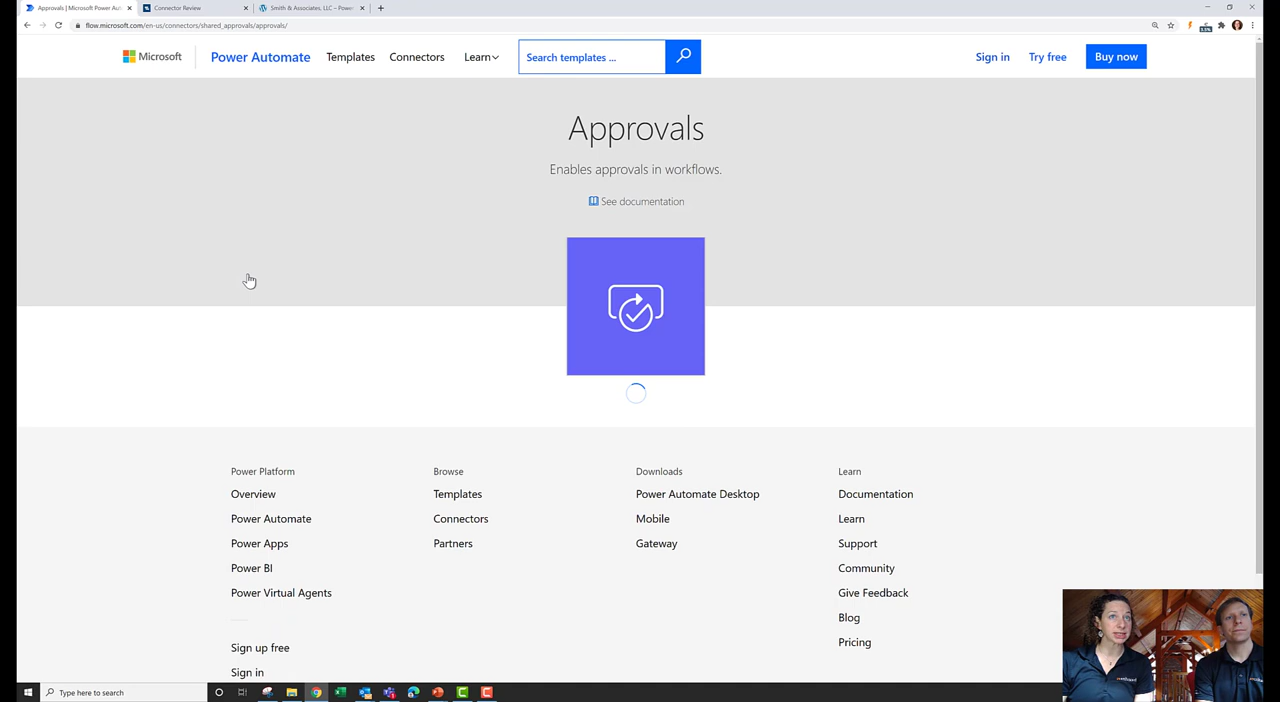 Approvals | Microsoft Power Aut
Connector Review
Smith & Associates, LLC – Power
flow.microsoft.com/en-us/connectors/shared_approvals/approvals/
Microsoft
Power Automate
Templates
Connectors
Learn
Search templates ...
Sign in
Try free
Buy now
Approvals
Enables approvals in workflows.
See documentation
Power Platform
Overview
Power Automate
Power Apps
Power BI
Power Virtual Agents
Sign up free
Sign in
Browse
Templates
Connectors
Partners
Downloads
Power Automate Desktop
Mobile
Gateway
Learn
Documentation
Learn
Support
Community
Give Feedback
Blog
Pricing
Type here to search